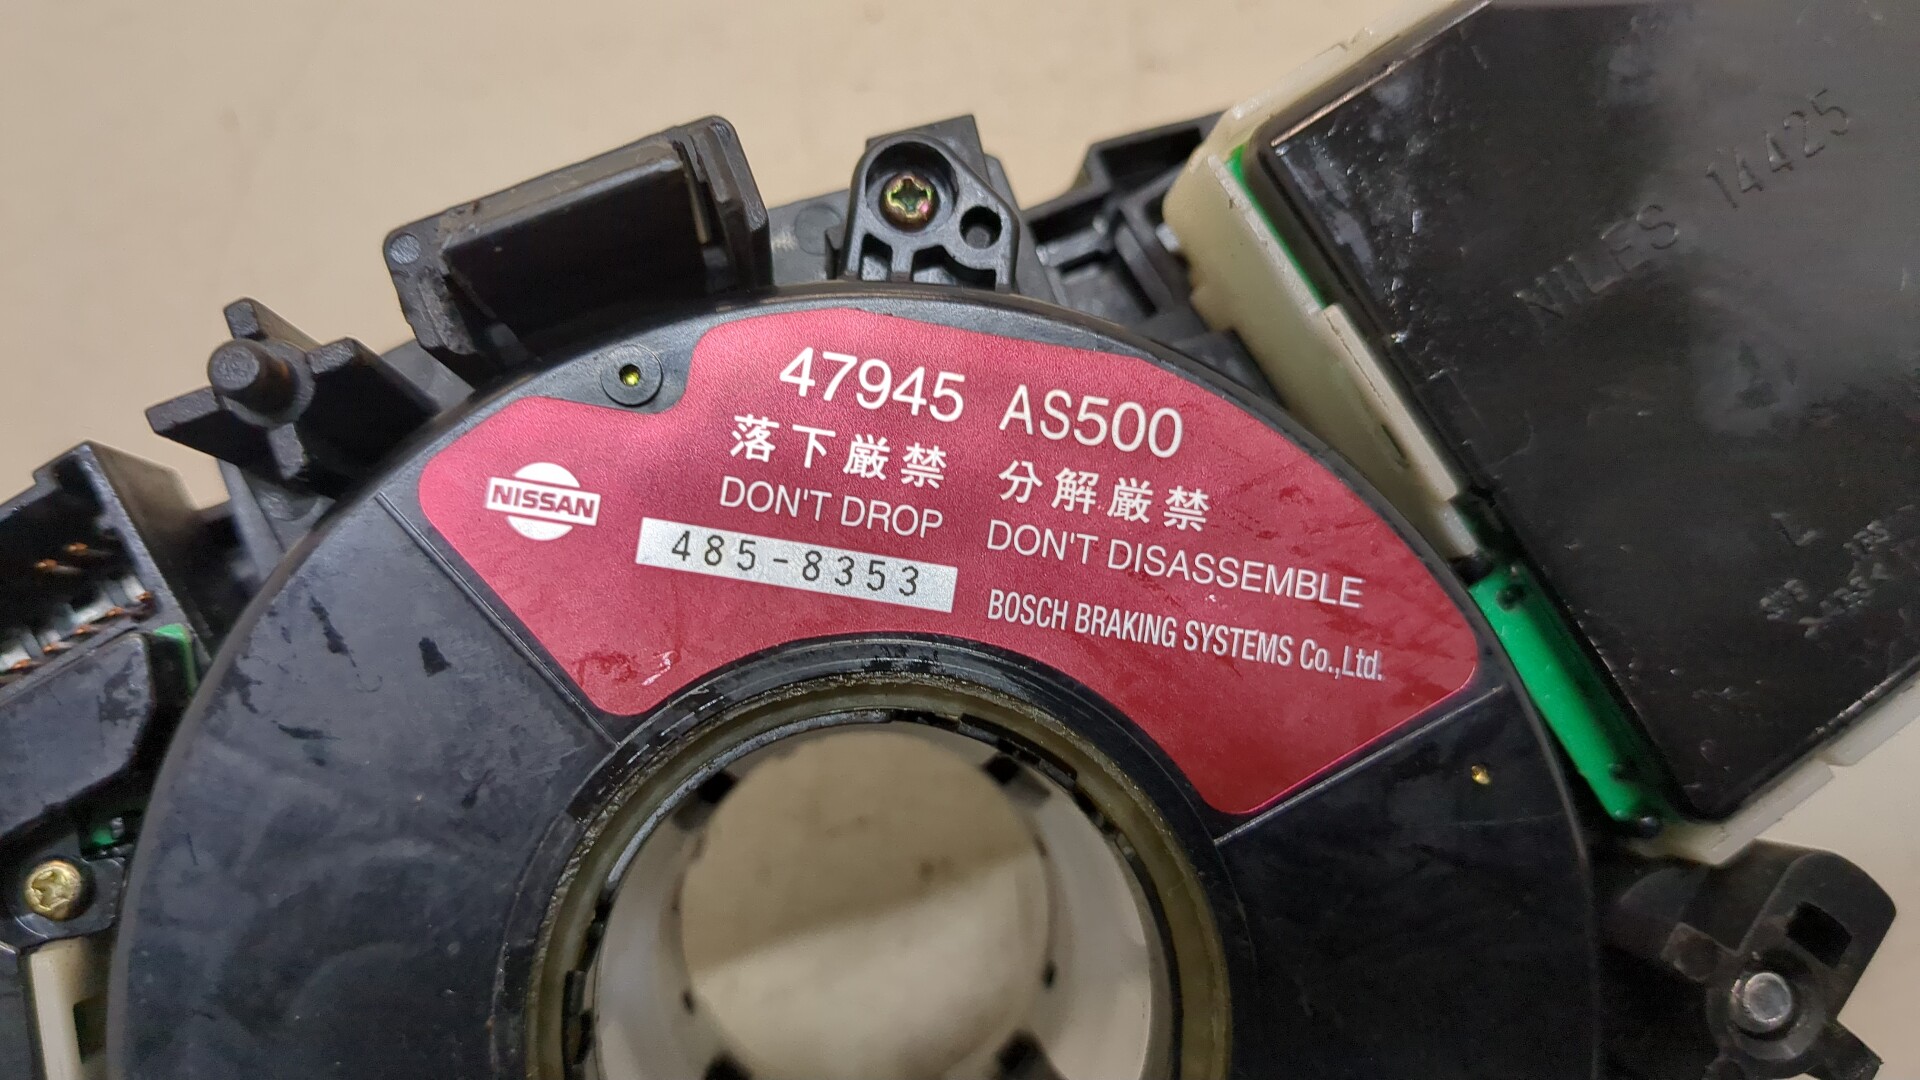 47945 AS500
落下厳禁 分解厳禁
DON'T DROP DON'T DISASSEMBLE
NISSAN
485-8353
BOSCH BRAKING SYSTEMS Co.,Ltd.
NILES 14425